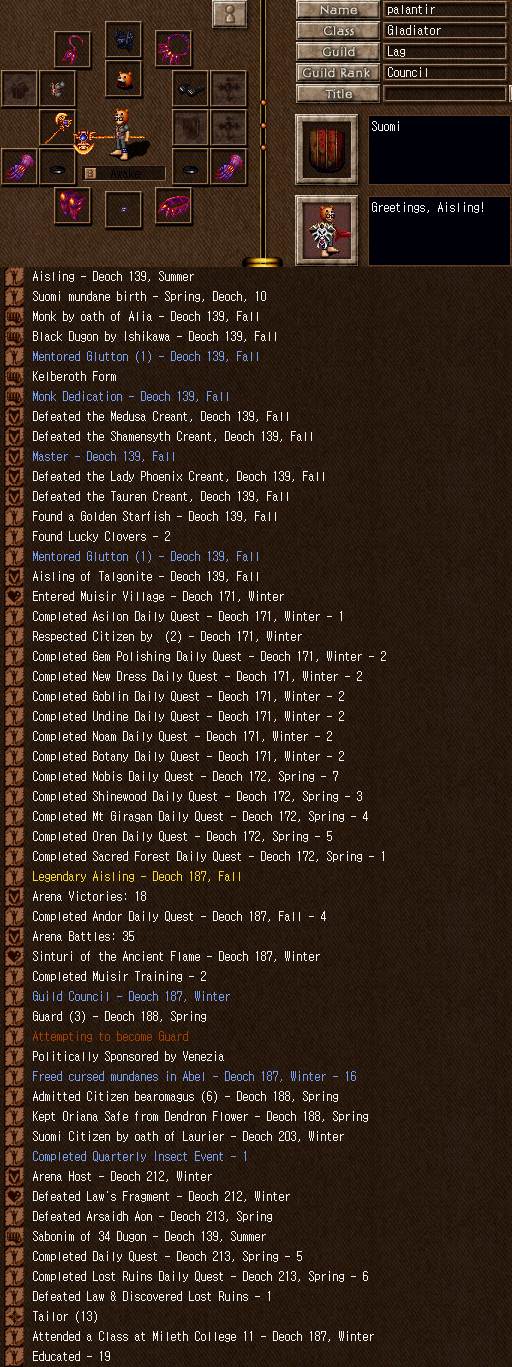 Name palantir
Class Gladiator
Guild Lag
Guild Rank Council
Title
Suomi
Awake
Greetings, Aisling!
Aisling - Deoch 139, Summer
Suomi mundane birth - Spring, Deoch, 10
Monk by oath of Alia - Deoch 139, Fall
Black Dugon by Ishikawa - Deoch 139, Fall
Mentored Glutton (1) - Deoch 139, Fall
Kelberoth Form
Monk Dedication - Deoch 139, Fall
Defeated the Medusa Creant, Deoch 139, Fall
Defeated the Shamensyth Creant, Deoch 139, Fall
Master - Deoch 139, Fall
Defeated the Lady Phoenix Creant, Deoch 139, Fall
Defeated the Tauren Creant, Deoch 139, Fall
Found a Golden Starfish - Deoch 139, Fall
Found Lucky Clovers - 2
Mentored Glutton (1) - Deoch 139, Fall
Aisling of Talgonite - Deoch 139, Fall
Entered Muisir Village - Deoch 171, Winter
Completed Asilon Daily Quest - Deoch 171, Winter - 1
Respected Citizen by  (2) - Deoch 171, Winter
Completed Gem Polishing Daily Quest - Deoch 171, Winter - 2
Completed New Dress Daily Quest - Deoch 171, Winter - 2
Completed Goblin Daily Quest - Deoch 171, Winter - 2
Completed Undine Daily Quest - Deoch 171, Winter - 2
Completed Noam Daily Quest - Deoch 171, Winter - 2
Completed Botany Daily Quest - Deoch 171, Winter - 2
Completed Nobis Daily Quest - Deoch 172, Spring - 7
Completed Shinewood Daily Quest - Deoch 172, Spring - 3
Completed Mt Giragan Daily Quest - Deoch 172, Spring - 4
Completed Oren Daily Quest - Deoch 172, Spring - 5
Completed Sacred Forest Daily Quest - Deoch 172, Spring - 1
Legendary Aisling - Deoch 187, Fall
Arena Victories: 18
Completed Andor Daily Quest - Deoch 187, Fall - 4
Arena Battles: 35
Sinturi of the Ancient Flame - Deoch 187, Winter
Completed Muisir Training - 2
Guild Council - Deoch 187, Winter
Guard (3) - Deoch 188, Spring
Attempting to become Guard
Politically Sponsored by Venezia
Freed cursed mundanes in Abel - Deoch 187, Winter - 16
Admitted Citizen bearomagus (6) - Deoch 188, Spring
Kept Oriana Safe from Dendron Flower - Deoch 188, Spring
Suomi Citizen by oath of Laurier - Deoch 203, Winter
Completed Quarterly Insect Event - 1
Arena Host - Deoch 212, Winter
Defeated Law's Fragment - Deoch 212, Winter
Defeated Arsaidh Aon - Deoch 213, Spring
Sabonim of 34 Dugon - Deoch 139, Summer
Completed Daily Quest - Deoch 213, Spring - 5
Completed Lost Ruins Daily Quest - Deoch 213, Spring - 6
Defeated Law & Discovered Lost Ruins - 1
Tailor (13)
Attended a Class at Mileth College 11 - Deoch 187, Winter
Educated - 19